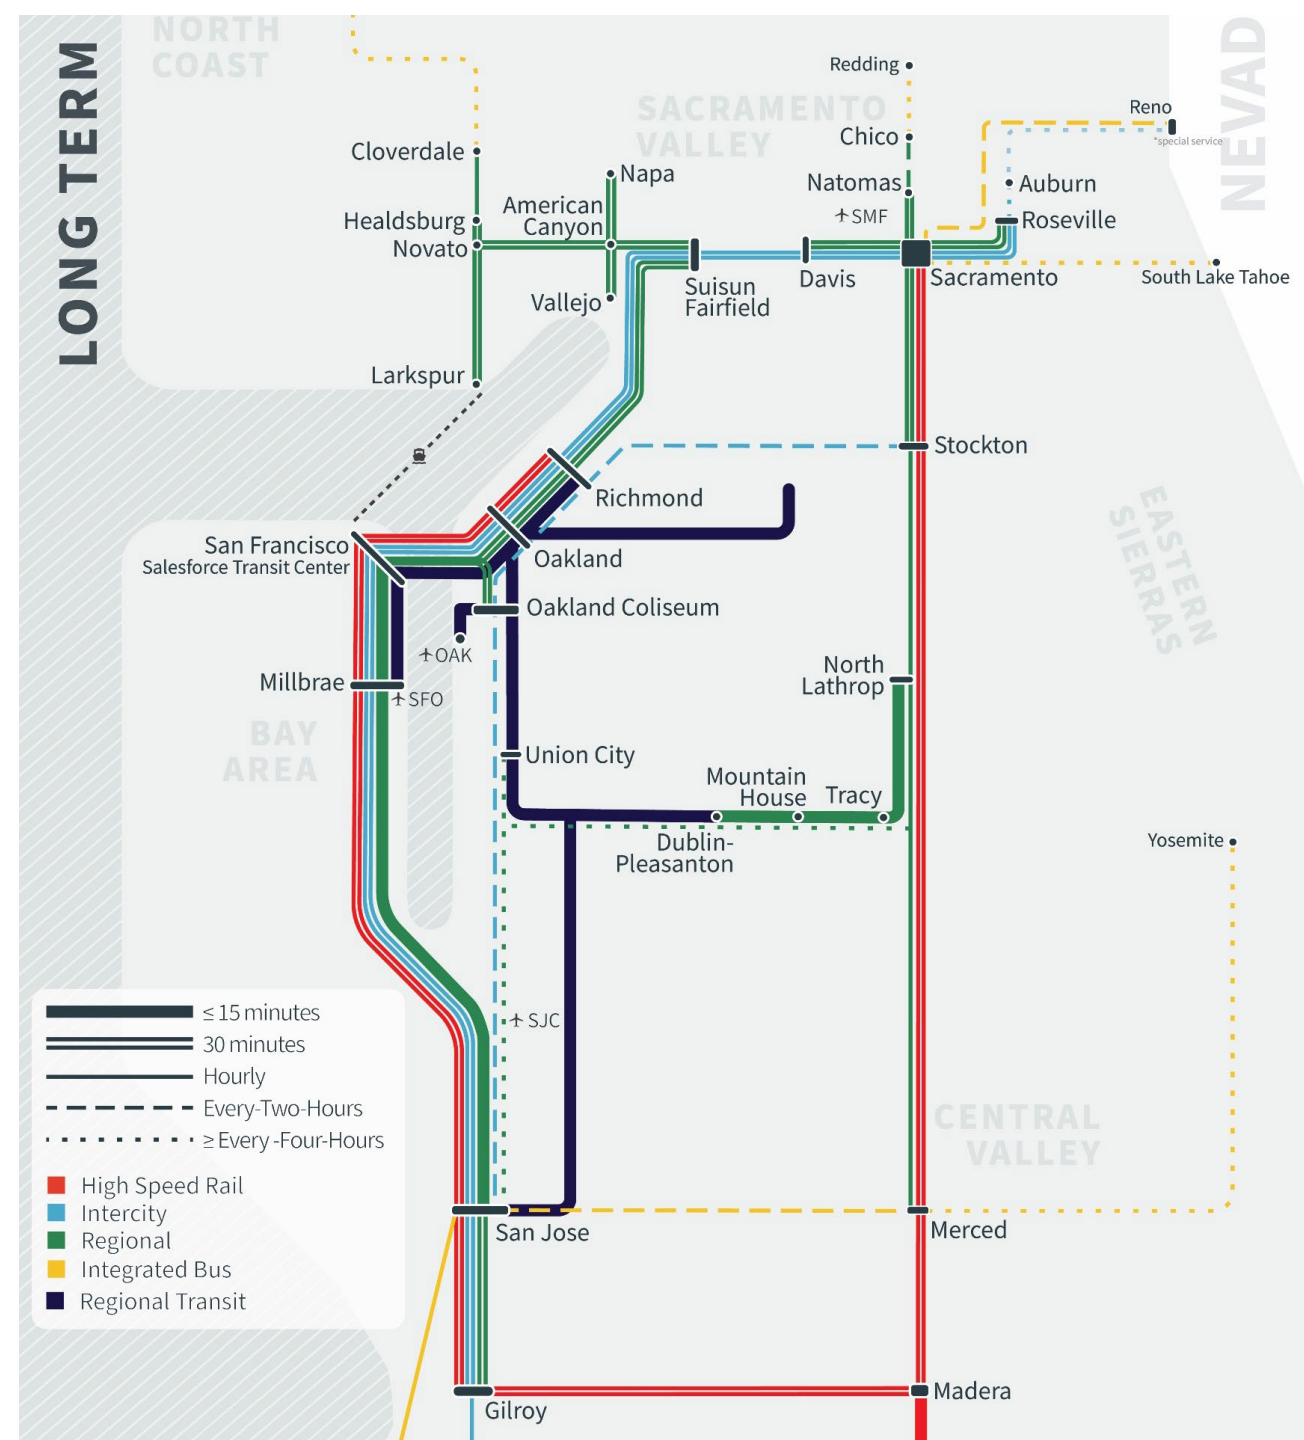 LONG TERM
NORTH
COAST
SACRAMENTO
VALLEY
NEVAD
Redding
Chico
Natomas
SMF
Reno
*special service
Auburn
Roseville
Cloverdale
Healdsburg
Novato
Napa
American
Canyon
Vallejo
Suisun
Fairfield
Davis
Sacramento
South Lake Tahoe
Larkspur
Stockton
Richmond
San Francisco
Salesforce Transit Center
Oakland
Oakland Coliseum
OAK
EASTERN
SIERRAS
Millbrae
SFO
North
Lathrop
BAY
AREA
Union City
Mountain
House
Tracy
Dublin-
Pleasanton
Yosemite
SJC
≤ 15 minutes
30 minutes
Hourly
Every-Two-Hours
≥ Every -Four-Hours
High Speed Rail
Intercity
Regional
Integrated Bus
Regional Transit
CENTRAL
VALLEY
San Jose
Merced
Gilroy
Madera